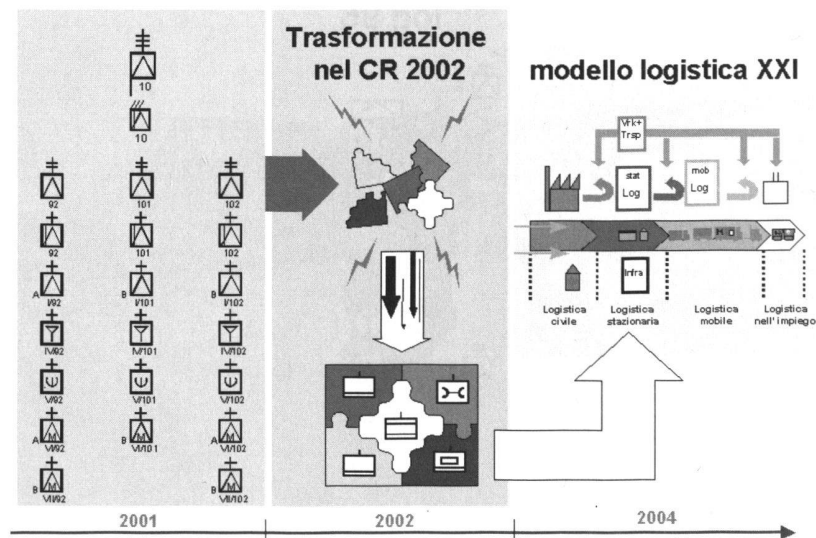 Trasformazione
nel CR 2002
modello logistica XXI
10
10
92
101
102
92
101
102
A
I/92
B
I/101
B
I/102
IV/92
IV/101
IV/102
V/92
V/101
V/102
A
M
VI/92
B
M
VI/101
A
M
VI/102
B
M
VII/92
B
M
VII/102
Vrk+
Trsp
stat
Log
mob
Log
Infra
Logistica
civile
Logistica
stazionaria
Logistica
mobile
Logistica
nell'impiego
2001
2002
2004